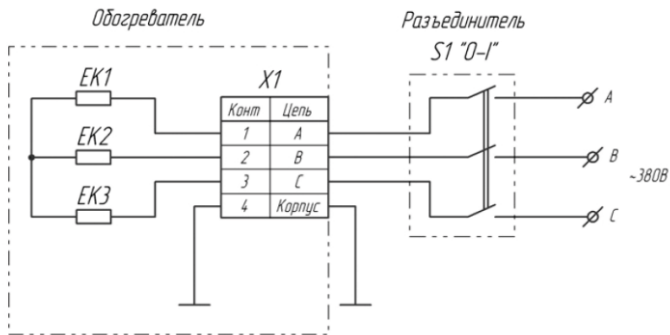 Обогреватель
Разъединитель
S1 "0-I"
EK1
EK2
EK3
X1
Конт Цепь
1 A
2 B
3 C
4 Корпус
A
B
C
~380В